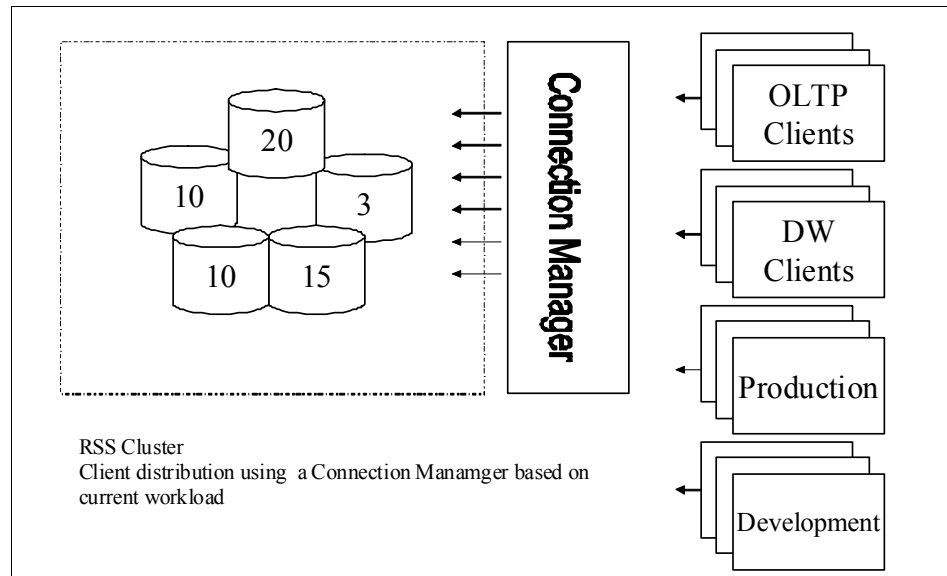 20
10
3
10
15
Connection Manager
OLTP
Clients
DW
Clients
Production
Development
RSS Cluster
Client distribution using a Connection Manamger based on
current workload